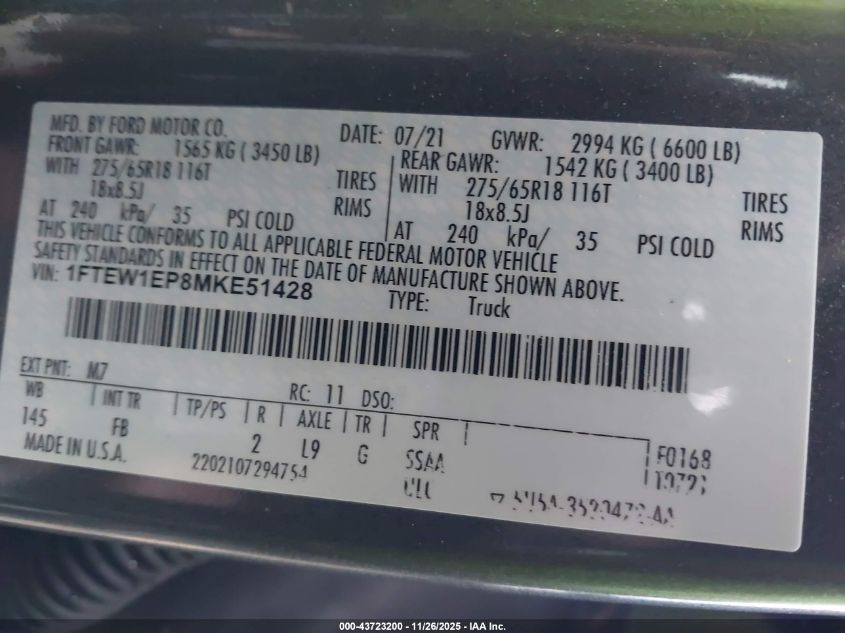 MFD. BY FORD MOTOR CO. DATE: 07/21 GVWR: 2994 KG ( 6600 LB)
FRONT GAWR: 1565 KG ( 3450 LB) REAR GAWR: 1542 KG ( 3400 LB)
WITH 275/65R18 116T TIRES WITH 275/65R18 116T TIRES
18x8.5J RIMS 18x8.5J RIMS
AT 240 kPa/ 35 PSI COLD AT 240 kPa/ 35 PSI COLD
THIS VEHICLE CONFORMS TO ALL APPLICABLE FEDERAL MOTOR VEHICLE
SAFETY STANDARDS IN EFFECT ON THE DATE OF MANUFACTURE SHOWN ABOVE.
VIN: 1FTEW1EP8MKE51428 TYPE: Truck
EXT PNT: M7 RC: 11 DSO:
WB INT TR TP/PS R AXLE TR SPR
145 FB 2 L9 G SSAA F0168
MADE IN U.S.A. 2202107294754
000-43723200 - 11/26/2025 - IAA Inc.